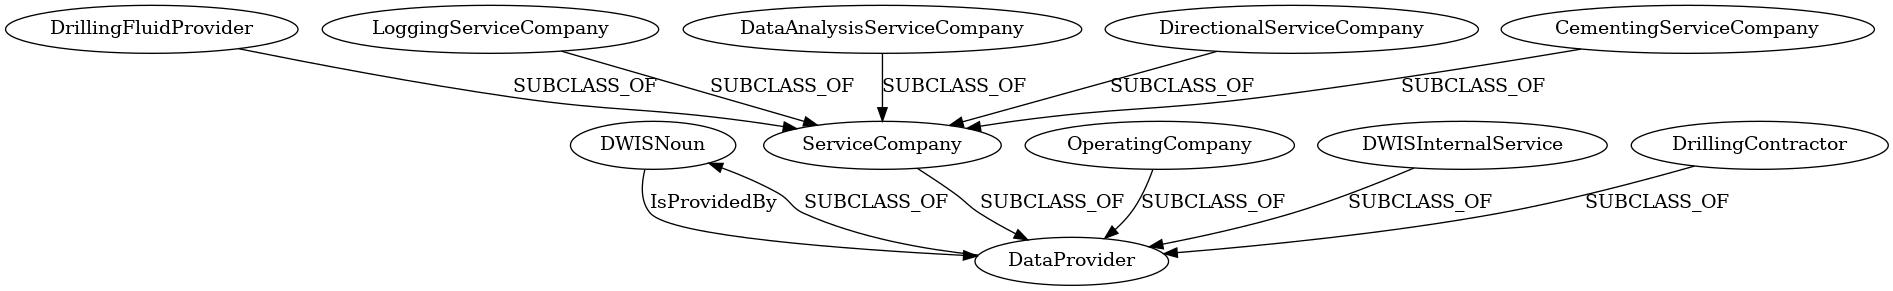 DrillingFluidProvider
LoggingServiceCompany
DataAnalysisServiceCompany
DirectionalServiceCompany
CementingServiceCompany
SUBCLASS_OF
SUBCLASS_OF
SUBCLASS_OF
SUBCLASS_OF
SUBCLASS_OF
DWISNoun
ServiceCompany
OperatingCompany
DWISInternalService
DrillingContractor
IsProvidedBy
SUBCLASS_OF
SUBCLASS_OF
SUBCLASS_OF
SUBCLASS_OF
SUBCLASS_OF
DataProvider